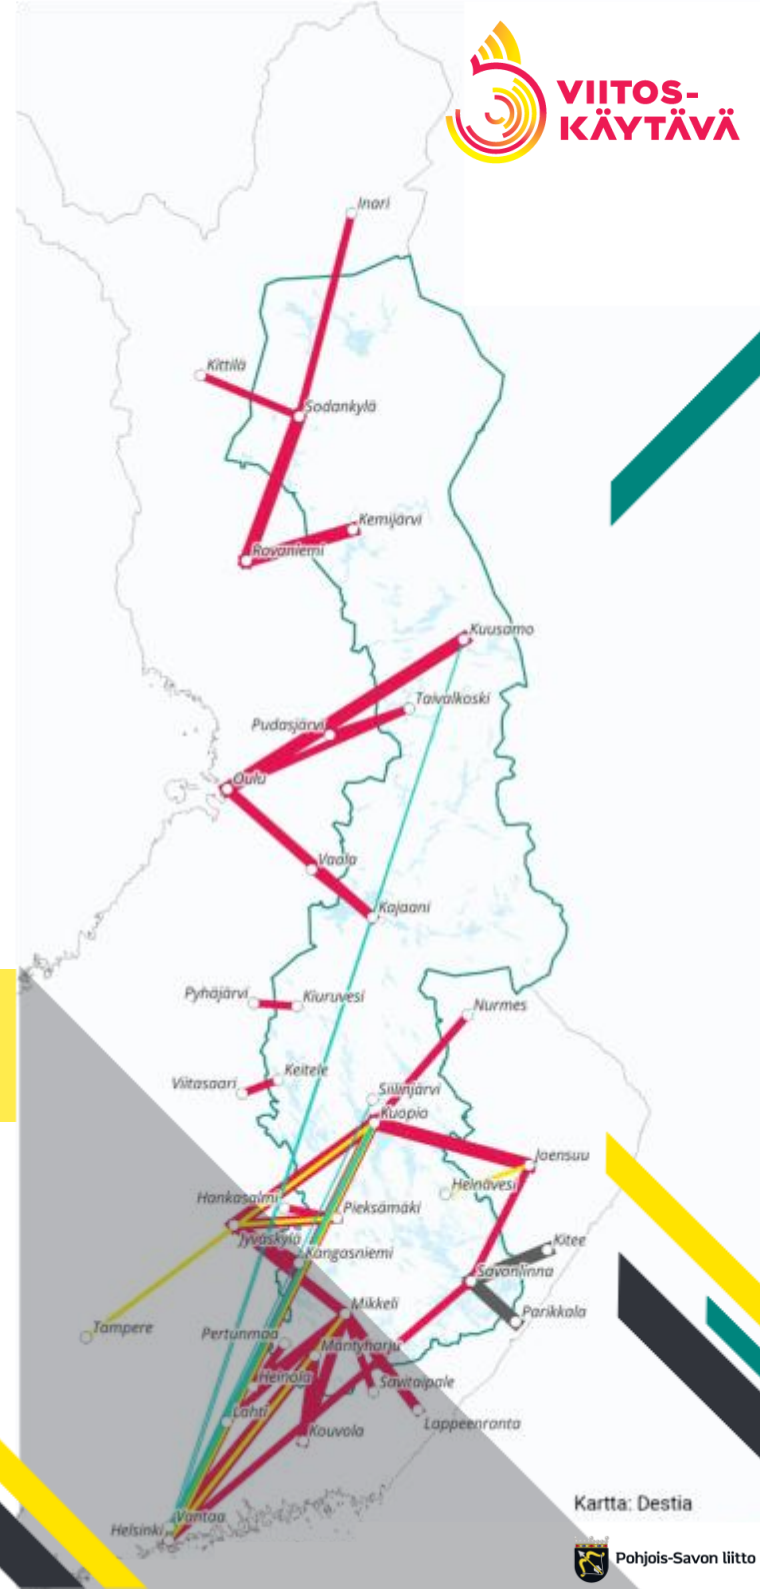 VIITOS-
KÄYTÄVÄ
Inari
Kittilä
Sodankylä
Kemijärvi
Rovaniemi
Kuusamo
Taivalkoski
Pudasjärvi
Oulu
Vaala
Kajaani
Pyhäjärvi
Kiuruvesi
Nurmes
Keitele
Viitasaari
Siilinjärvi
Kuopio
Joensuu
Heinävesi
Hankasalmi
Pieksämäki
Jyväskylä
Kitee
Kangasniemi
Savonlinna
Mikkeli
Parikkala
Tampere
Pertunmaa
Mäntyharju
Heinola
Savitaipale
Lahti
Lappeenranta
Kouvola
Vantaa
Helsinki
Kartta: Destia
Pohjois-Savon liitto